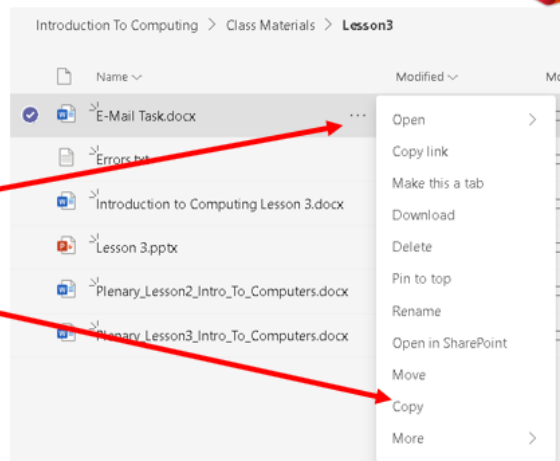 Introduction To Computing > Class Materials > Lesson3
Name Modified Mo
E-Mail Task.docx ...
Errors.txt
Introduction to Computing Lesson 3.docx
Lesson 3.pptx
Plenary_Lesson2_Intro_To_Computers.docx
Plenary_Lesson3_Intro_To_Computers.docx
Open >
Copy link
Make this a tab
Download
Delete
Pin to top
Rename
Open in SharePoint
Move
Copy
More >